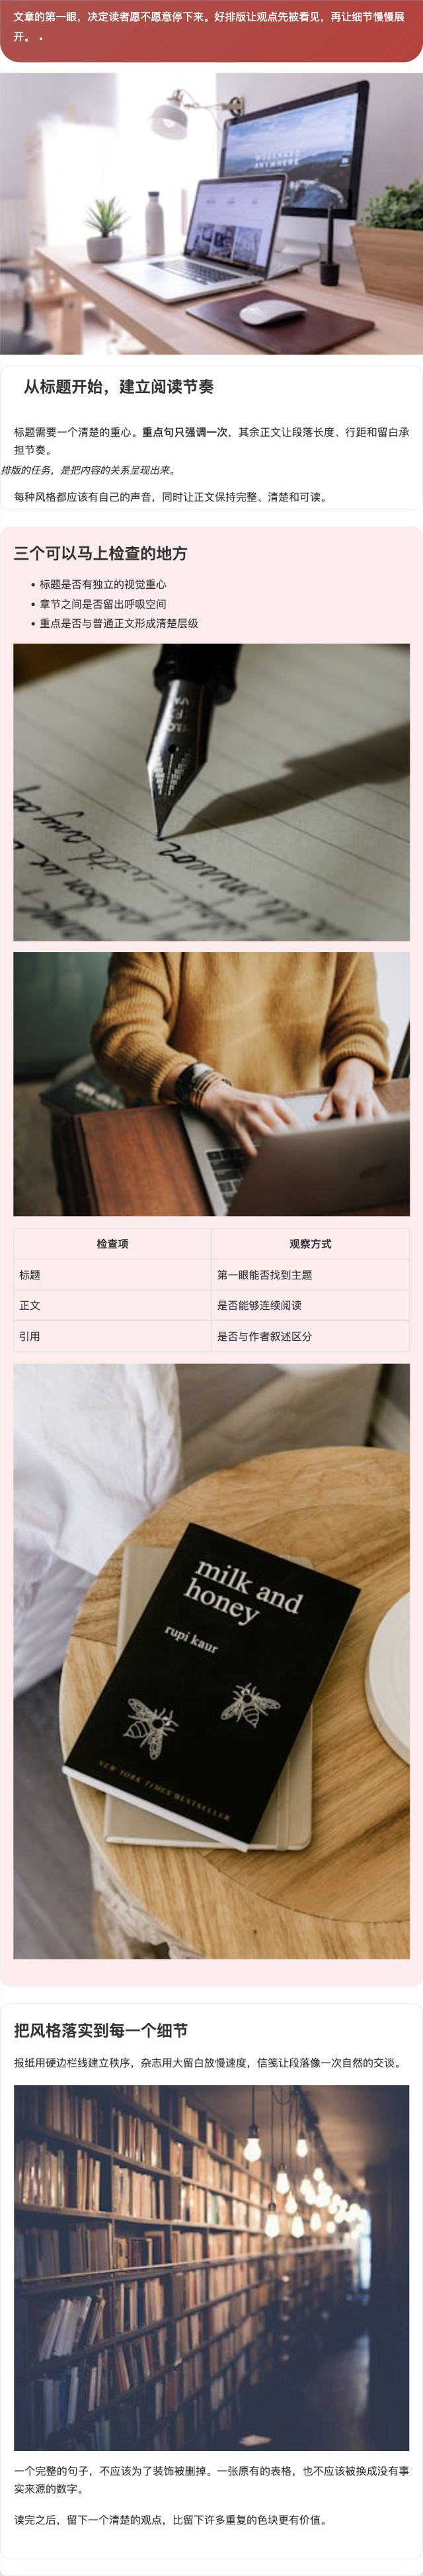 文章的第一眼，决定读者愿不愿意停下来。好排版让观点先被看见，再让细节慢慢展
开。 •
WORK HARD
ANYWHERE
从标题开始，建立阅读节奏
标题需要一个清楚的重心。重点句只强调一次，其余正文让段落长度、行距和留白承
担节奏。
排版的任务，是把内容的关系呈现出来。
每种风格都应该有自己的声音，同时让正文保持完整、清楚和可读。
三个可以马上检查的地方
• 标题是否有独立的视觉重心
• 章节之间是否留出呼吸空间
• 重点是否与普通正文形成清楚层级
检查项 观察方式
标题 第一眼能否找到主题
正文 是否能够连续阅读
引用 是否与作者叙述区分
milk and
honey
rupi kaur
NEW YORK TIMES BESTSELLER
把风格落实到每一个细节
报纸用硬边栏线建立秩序，杂志用大留白放慢速度，信笺让段落像一次自然的交谈。
一个完整的句子，不应该为了装饰被删掉。一张原有的表格，也不应该被换成没有事
实来源的数字。
读完之后，留下一个清楚的观点，比留下许多重复的色块更有价值。